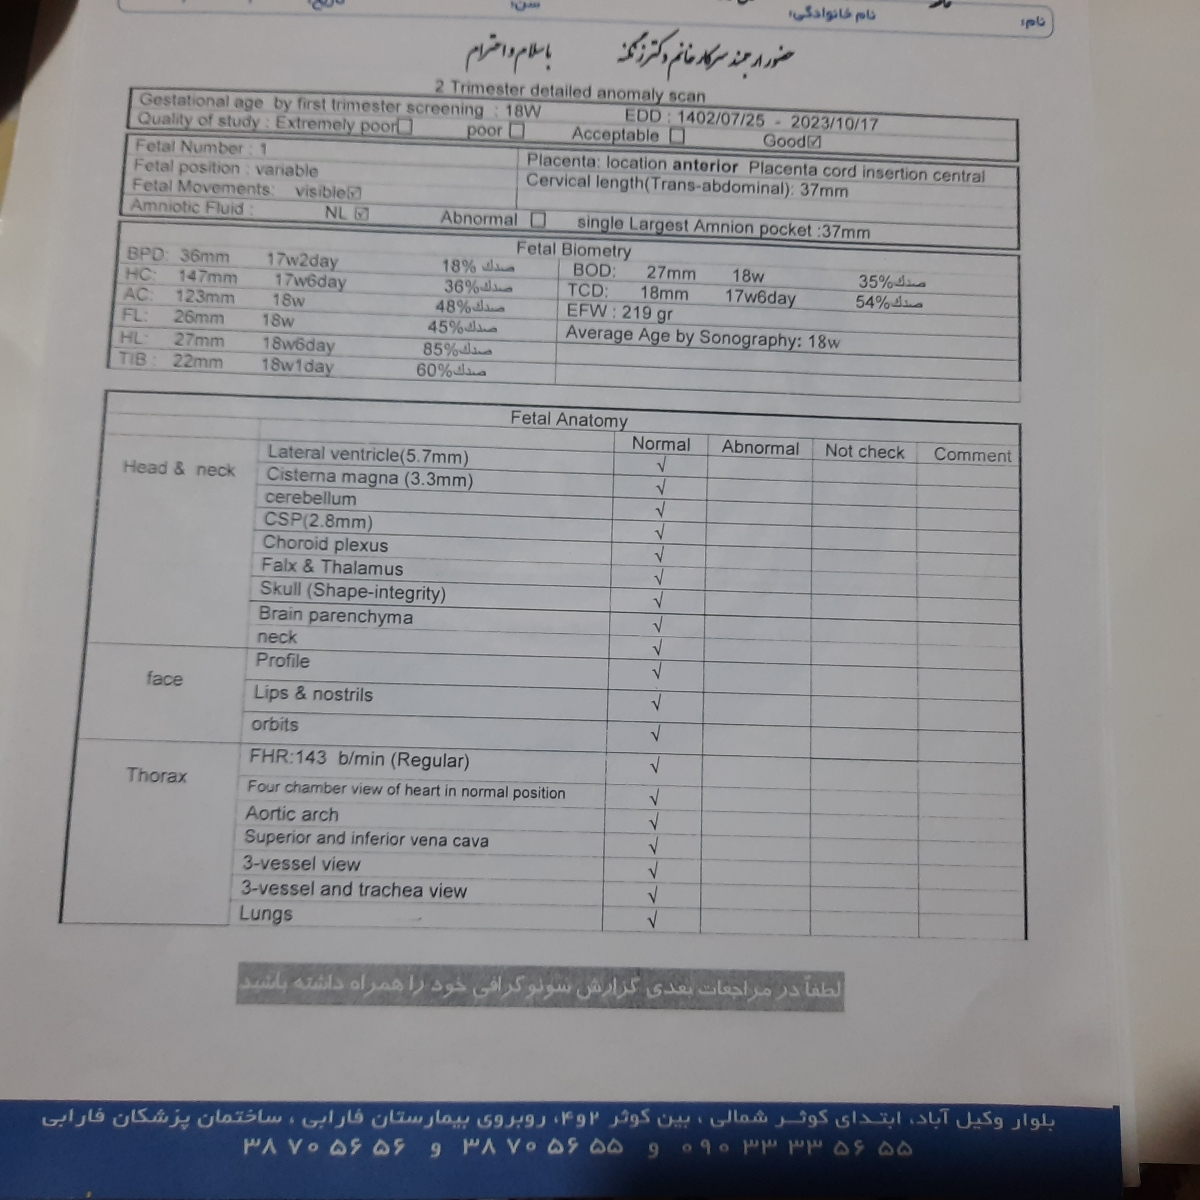 نام: نام خانوادگی: سن: تاریخ:
حضور ارجمند سرکار خانم دکتر زنگنه باسلام و احترام
2 Trimester detailed anomaly scan
Gestational age by first trimester screening : 18W EDD : 1402/07/25 - 2023/10/17
Quality of study : Extremely poor☐ poor ☐ Acceptable ☐ Good☑
Fetal Number : 1
Fetal position : variable
Fetal Movements: visible☑
Placenta: location anterior Placenta cord insertion central
Cervical length(Trans-abdominal): 37mm
Amniotic Fluid : NL ☑ Abnormal ☐ single Largest Amnion pocket :37mm
Fetal Biometry
BPD: 36mm 17w2day 18% صدك
HC: 147mm 17w6day 36% صدك
AC: 123mm 18w 48% صدك
FL: 26mm 18w 45% صدك
HL: 27mm 18w6day 85% صدك
TIB : 22mm 18w1day 60% صدك
BOD: 27mm 18w 35% صدك
TCD: 18mm 17w6day 54% صدك
EFW : 219 gr
Average Age by Sonography: 18w
Fetal Anatomy
Normal Abnormal Not check Comment
Head & neck
Lateral ventricle(5.7mm) √
Cisterna magna (3.3mm) √
cerebellum √
CSP(2.8mm) √
Choroid plexus √
Falx & Thalamus √
Skull (Shape-integrity) √
Brain parenchyma √
neck √
face
Profile √
Lips & nostrils √
orbits √
Thorax
FHR:143 b/min (Regular) √
Four chamber view of heart in normal position √
Aortic arch √
Superior and inferior vena cava √
3-vessel view √
3-vessel and trachea view √
Lungs √
لطفاً در مراجعات بعدی گزارش سونوگرافی خود را همراه داشته باشید
بلوار وکیل آباد، ابتدای کوثر شمالی ، بین کوثر ۲و۴، روبروی بیمارستان فارابی ، ساختمان پزشکان فارابی
۳۸ ۷۰ ۵۶ ۵۶ و ۳۸ ۷۰ ۵۶ ۵۵ و ۰۹۰ ۳۳ ۳۳ ۵۶ ۵۵